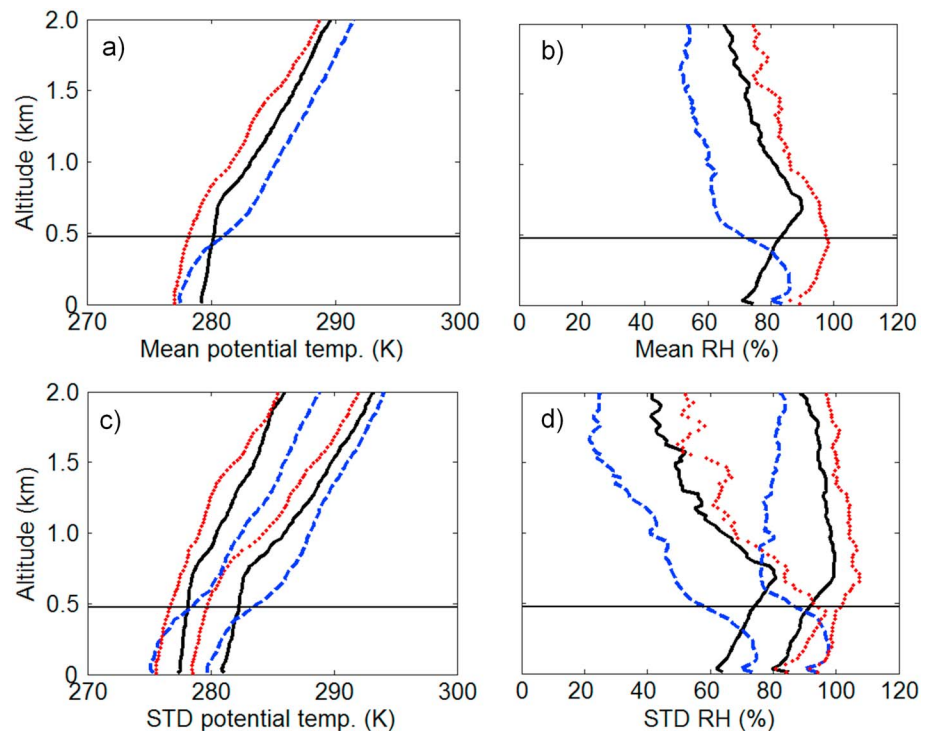 2.0
a)
1.5
Altitude (km)
1.0
0.5
0
270 280 290 300
Mean potential temp. (K)
b)
0 20 40 60 80 100 120
Mean RH (%)
2.0
c)
1.5
Altitude (km)
1.0
0.5
0
270 280 290 300
STD potential temp. (K)
d)
0 20 40 60 80 100 120
STD RH (%)